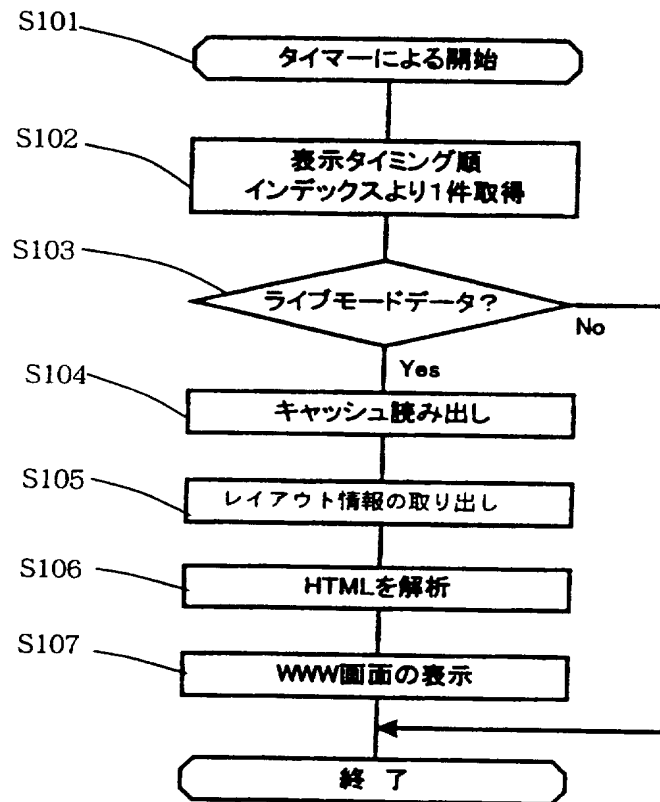 S101
タイマーによる開始
S102
表示タイミング順
インデックスより1件取得
S103
ライブモードデータ?
No
Yes
S104
キャッシュ読み出し
S105
レイアウト情報の取り出し
S106
HTMLを解析
S107
WWW画面の表示
終 了